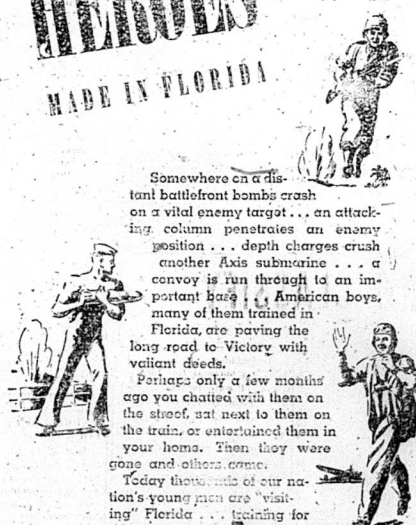 HEROES
MADE IN FLORIDA
Somewhere on a dis-
tant battlefront bombs crash
on a vital enemy target . . . an attack-
ing column penetrates an enemy
position . . . depth charges crush
another Axis submarine . . . a
convoy is run through to an im-
portant base . . . American boys,
many of them trained in
Florida, are paving the
long road to Victory with
valiant deeds.
Perhaps only a few months
ago you chatted with them on
the street, sat next to them on
the train, or entertained them in
your home. Then they were
gone and others came.
Today thousands of our na-
tion's young men are "visit-
ing" Florida . . . training for